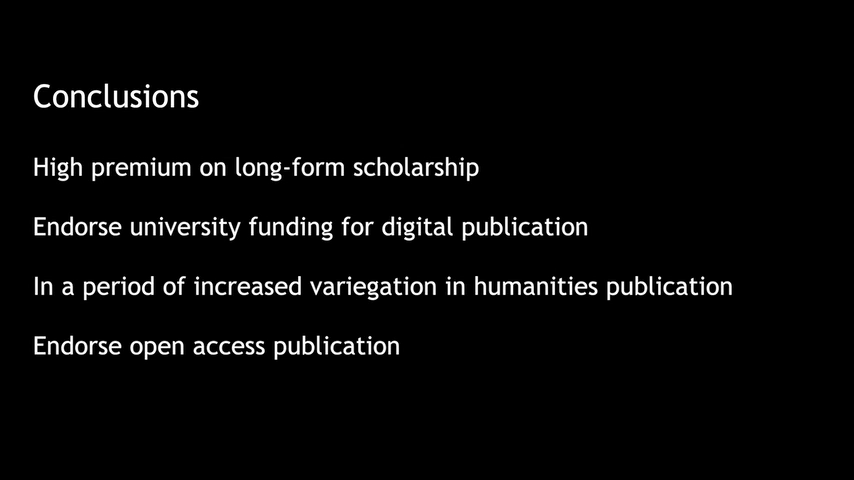 Conclusions
High premium on long-form scholarship
Endorse university funding for digital publication
In a period of increased variegation in humanities publication
Endorse open access publication